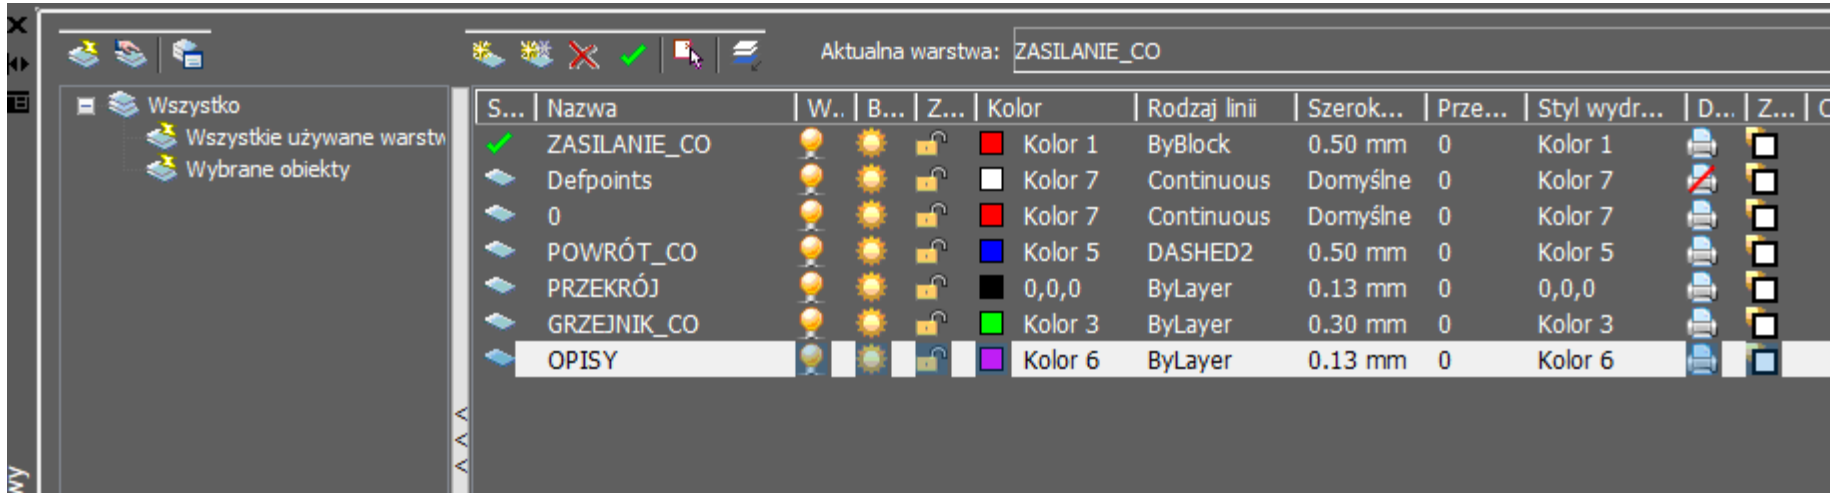 Aktualna warstwa: ZASILANIE_CO
Wszystko
Wszystkie używane warstw
Wybrane obiekty
S... Nazwa W.. B... Z... Kolor Rodzaj linii Szerok... Prze... Styl wydr... D... Z... O
ZASILANIE_CO Kolor 1 ByBlock 0.50 mm 0 Kolor 1
Defpoints Kolor 7 Continuous Domyślne 0 Kolor 7
0 Kolor 7 Continuous Domyślne 0 Kolor 7
POWRÓT_CO Kolor 5 DASHED2 0.50 mm 0 Kolor 5
PRZEKRÓJ 0,0,0 ByLayer 0.13 mm 0 0,0,0
GRZEJNIK_CO Kolor 3 ByLayer 0.30 mm 0 Kolor 3
OPISY Kolor 6 ByLayer 0.13 mm 0 Kolor 6
<
<
<
wy